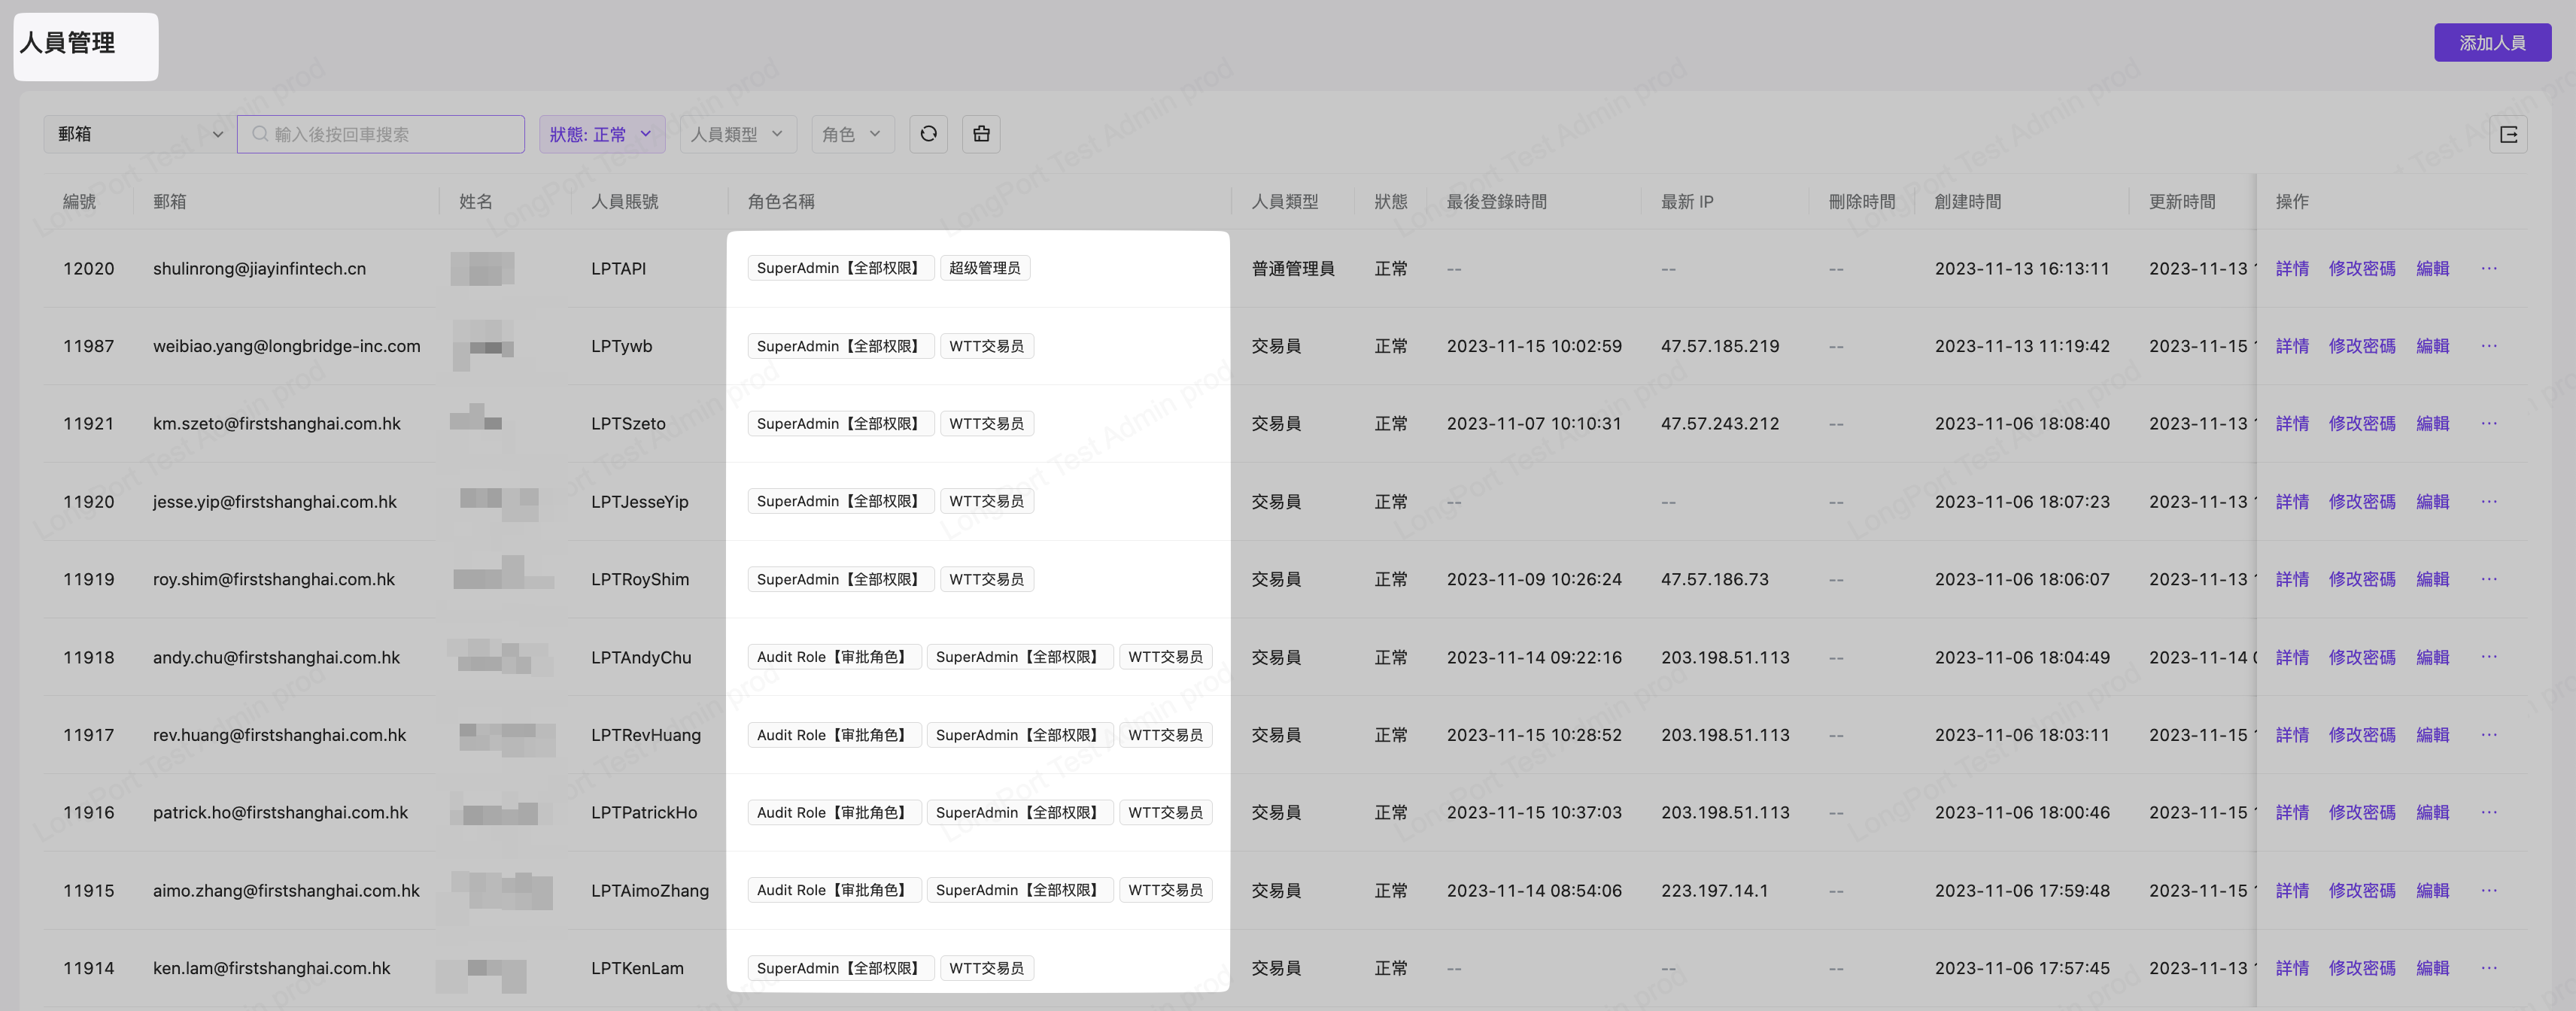 人員管理
添加人員
郵箱 輸入後按回車搜索 狀態: 正常 人員類型 角色
編號 郵箱 姓名 人員賬號 角色名稱 人員類型 狀態 最後登錄時間 最新 IP 刪除時間 創建時間 更新時間 操作
12020 shulinrong@jiayinfintech.cn LPTAPI SuperAdmin【全部权限】 超级管理员 普通管理員 正常 -- -- -- 2023-11-13 16:13:11 2023-11-13 詳情 修改密碼 編輯 ...
11987 weibiao.yang@longbridge-inc.com LPTywb SuperAdmin【全部权限】 WTT交易员 交易員 正常 2023-11-15 10:02:59 47.57.185.219 -- 2023-11-13 11:19:42 2023-11-15 詳情 修改密碼 編輯 ...
11921 km.szeto@firstshanghai.com.hk LPTSzeto SuperAdmin【全部权限】 WTT交易员 交易員 正常 2023-11-07 10:10:31 47.57.243.212 -- 2023-11-06 18:08:40 2023-11-13 詳情 修改密碼 編輯 ...
11920 jesse.yip@firstshanghai.com.hk LPTJesseYip SuperAdmin【全部权限】 WTT交易员 交易員 正常 -- -- -- 2023-11-06 18:07:23 2023-11-13 詳情 修改密碼 編輯 ...
11919 roy.shim@firstshanghai.com.hk LPTRoyShim SuperAdmin【全部权限】 WTT交易员 交易員 正常 2023-11-09 10:26:24 47.57.186.73 -- 2023-11-06 18:06:07 2023-11-13 詳情 修改密碼 編輯 ...
11918 andy.chu@firstshanghai.com.hk LPTAndyChu Audit Role【审批角色】 SuperAdmin【全部权限】 WTT交易员 交易員 正常 2023-11-14 09:22:16 203.198.51.113 -- 2023-11-06 18:04:49 2023-11-14 詳情 修改密碼 編輯 ...
11917 rev.huang@firstshanghai.com.hk LPTRevHuang Audit Role【审批角色】 SuperAdmin【全部权限】 WTT交易员 交易員 正常 2023-11-15 10:28:52 203.198.51.113 -- 2023-11-06 18:03:11 2023-11-15 詳情 修改密碼 編輯 ...
11916 patrick.ho@firstshanghai.com.hk LPTPatrickHo Audit Role【审批角色】 SuperAdmin【全部权限】 WTT交易员 交易員 正常 2023-11-15 10:37:03 203.198.51.113 -- 2023-11-06 18:00:46 2023-11-15 詳情 修改密碼 編輯 ...
11915 aimo.zhang@firstshanghai.com.hk LPTAimoZhang Audit Role【审批角色】 SuperAdmin【全部权限】 WTT交易员 交易員 正常 2023-11-14 08:54:06 223.197.14.1 -- 2023-11-06 17:59:48 2023-11-15 詳情 修改密碼 編輯 ...
11914 ken.lam@firstshanghai.com.hk LPTKenLam SuperAdmin【全部权限】 WTT交易员 交易員 正常 -- -- -- 2023-11-06 17:57:45 2023-11-13 詳情 修改密碼 編輯 ...
LongPort Test Admin prod